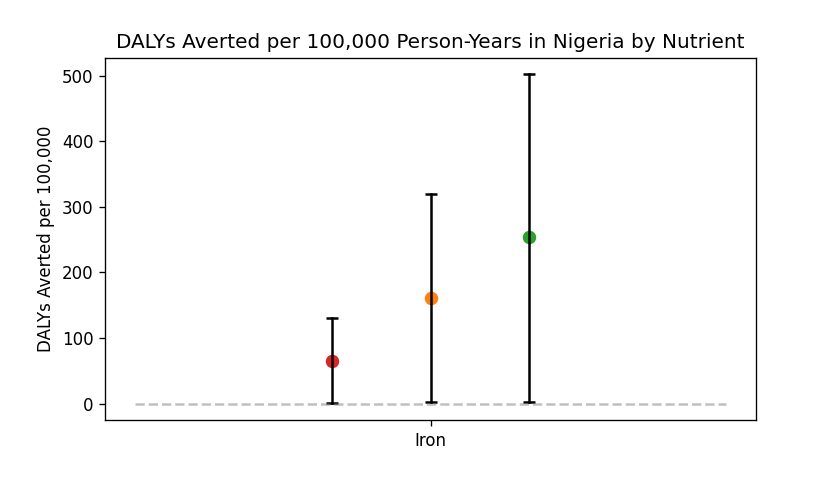 DALYs Averted per 100,000 Person-Years in Nigeria by Nutrient
DALYs Averted per 100,000
500
400
300
200
100
0
Iron